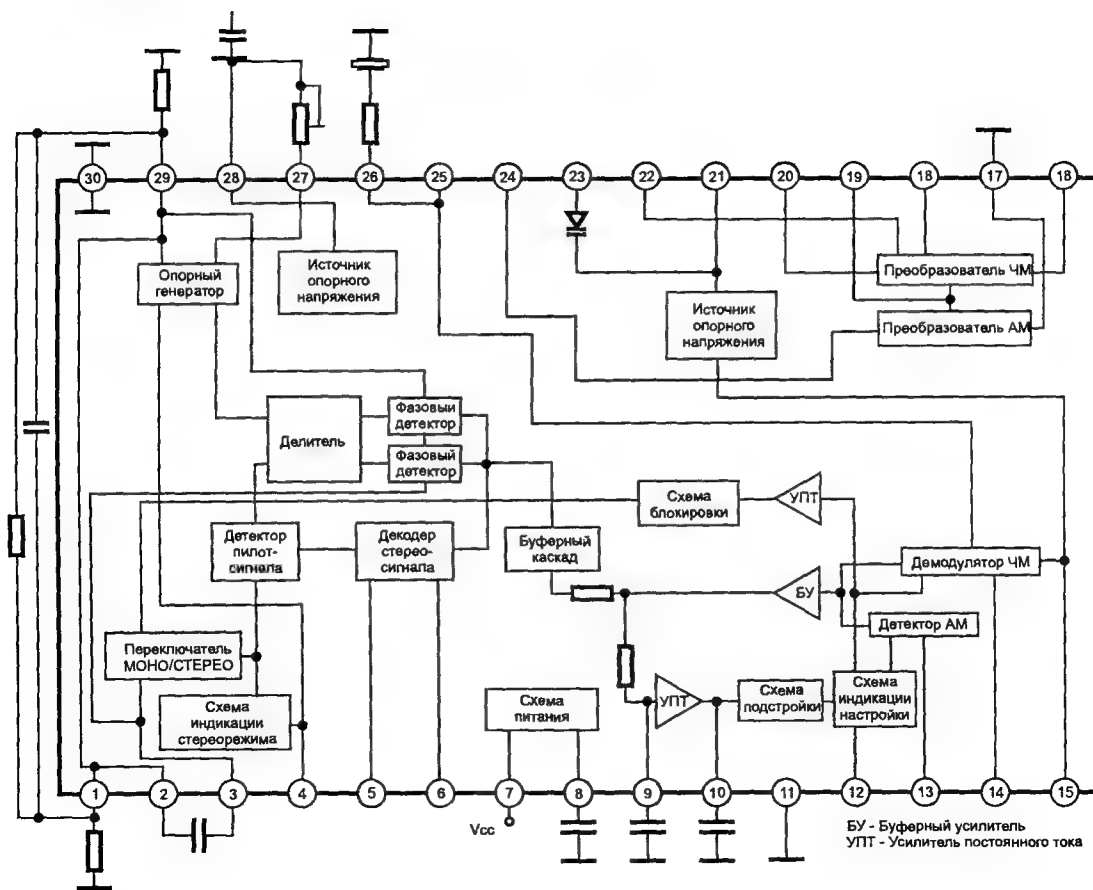 30
29
28
27
26
25
24
23
22
21
20
19
18
17
18
Опорный
генератор
Источник
опорного
напряжения
Источник
опорного
напряжения
Преобразователь ЧМ
Преобразователь АМ
Делитель
Фазовый
детектор
Фазовый
детектор
Схема
блокировки
УПТ
Детектор
пилот-
сигнала
Декодер
стерео-
сигнала
Буферный
каскад
Демодулятор ЧМ
БУ
Детектор АМ
Переключатель
МОНО/СТЕРЕО
Схема
индикации
стереорежима
Схема
питания
УПТ
Схема
подстройки
Схема
индикации
настройки
1
2
3
4
5
6
7
8
9
10
11
12
13
14
15
Vcc
БУ - Буферный усилитель
УПТ - Усилитель постоянного тока